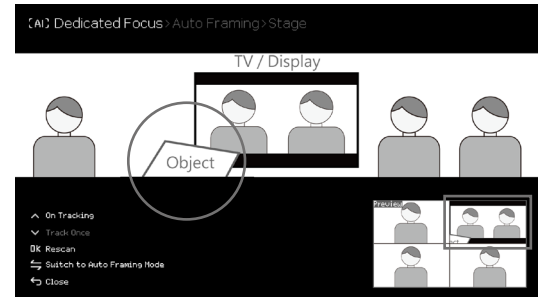 [AI] Dedicated Focus>Auto Framing>Stage
TV / Display
Object
On Tracking
Track Once
OK Rescan
Switch to Auto Framing Mode
Close
Preview
ect